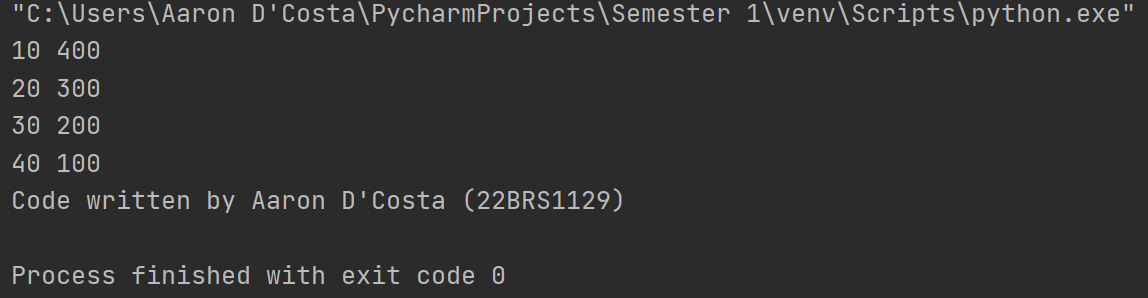 "C:\Users\Aaron D'Costa\PycharmProjects\Semester 1\venv\Scripts\python.exe"
10 400
20 300
30 200
40 100
Code written by Aaron D'Costa (22BRS1129)
Process finished with exit code 0